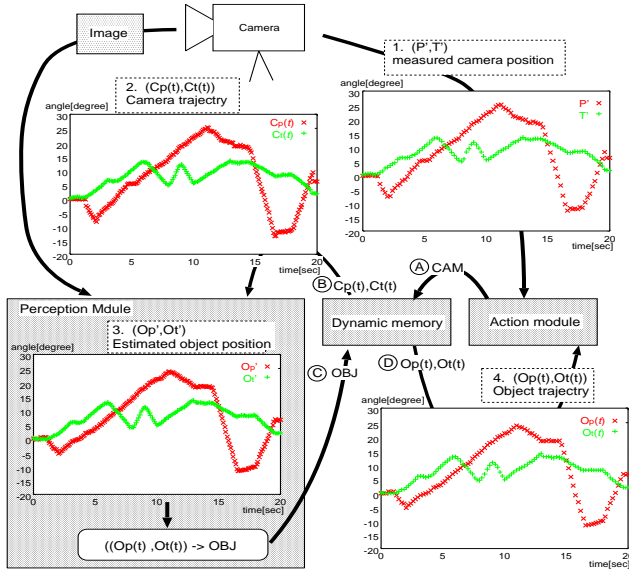 Image
Camera
1. (P',T')
measured camera position
2. (Cp(t),Ct(t))
Camera trajectry
angle[degree]
30
25
20
15
10
5
0
-5
-10
-15
-20
0
5
10
15
20
time[sec]
Cp(t)
Ct(t)
angle[degree]
30
25
20
15
10
5
0
-5
-10
-15
-20
0
5
10
15
20
time[sec]
P'
T'
A CAM
B Cp(t),Ct(t)
Perception Mdule
Dynamic memory
Action module
3. (Op',Ot')
Estimated object position
C OBJ
D Op(t),Ot(t)
4. (Op(t),Ot(t))
Object trajectry
angle[degree]
30
25
20
15
10
5
0
-5
-10
-15
-20
0
5
10
15
20
time[sec]
Op'
Ot'
angle[degree]
30
25
20
15
10
5
0
-5
-10
-15
-20
0
5
10
15
20
time[sec]
Op(t)
Ot(t)
((Op(t) ,Ot(t)) -> OBJ